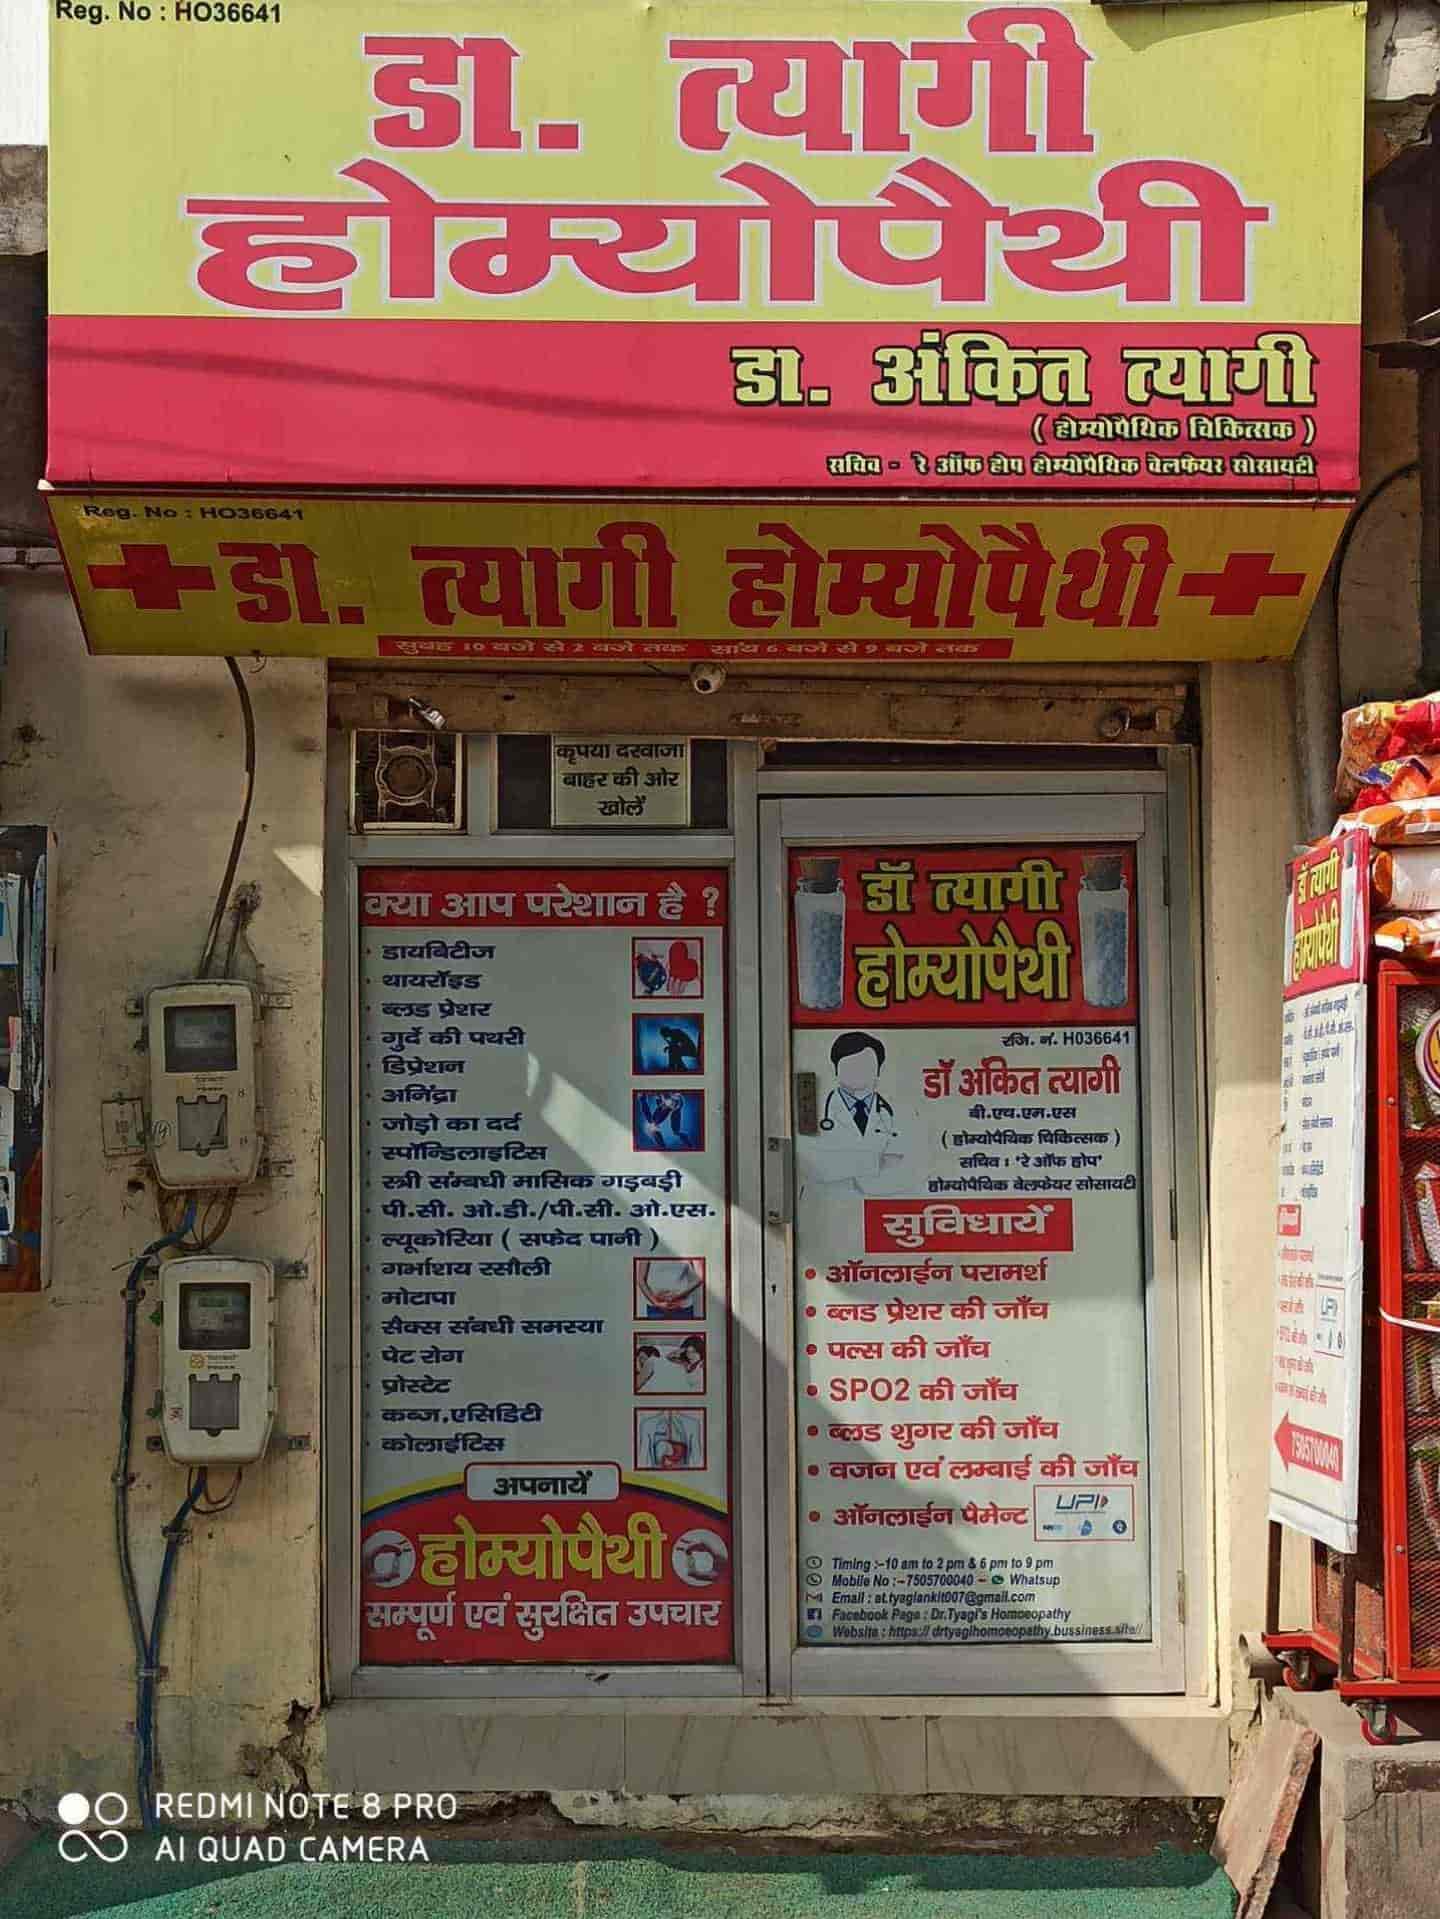 Reg. No : HO36641
डा. त्यागी
होम्योपैथी
डा. अंकित त्यागी
( होम्योपैथिक चिकित्सक )
सचिव - रे ऑफ होप होम्योपैथिक वेलफेयर सोसायटी
Reg. No : HO36641
डा. त्यागी होम्योपैथी
सुबह 10 बजे से 2 बजे तक सांय 6 बजे से 9 बजे तक
कृपया दरवाजा
बाहर की ओर
खोलें
क्या आप परेशान है ?
· डायबिटीज
· थायरॉइड
· ब्लड प्रेशर
· गुर्दे की पथरी
· डिप्रेशन
· अनिंद्रा
· जोड़ो का दर्द
· स्पॉन्डिलाइटिस
· स्त्री संम्बधी मासिक गड़बड़ी
· पी.सी. ओ.डी./पी.सी. ओ.एस.
· ल्यूकोरिया ( सफेद पानी )
· गर्भाशय रसौली
· मोटापा
· सैक्स संबधी समस्या
· पेट रोग
· प्रोस्टेट
· कब्ज,एसिडिटी
· कोलाईटिस
अपनायें
होम्योपैथी
सम्पूर्ण एवं सुरक्षित उपचार
डॉ त्यागी
होम्योपैथी
रजि. नं. H036641
डॉ अंकित त्यागी
बी.एच.एम.एस
( होम्योपैथिक चिकित्सक )
सचिव : 'रे ऑफ होप'
होम्योपैथिक वेलफेयर सोसायटी
सुविधायें
• ऑनलाईन परामर्श
• ब्लड प्रेशर की जाँच
• पल्स की जाँच
• SPO2 की जाँच
• ब्लड शुगर की जाँच
• वजन एवं लम्बाई की जाँच
• ऑनलाईन पैमेन्ट
UPI
Timing :-10 am to 2 pm & 6 pm to 9 pm
Mobile No :-7505700040 - Whatsup
Email : at.tyagiankit007@gmail.com
Facebook Page : Dr.Tyagi's Homoeopathy
Website : https:// drtyagihomoeopathy.bussiness.site//
डॉ त्यागी
होम्योपैथी
UPI
7505700040
REDMI NOTE 8 PRO
AI QUAD CAMERA